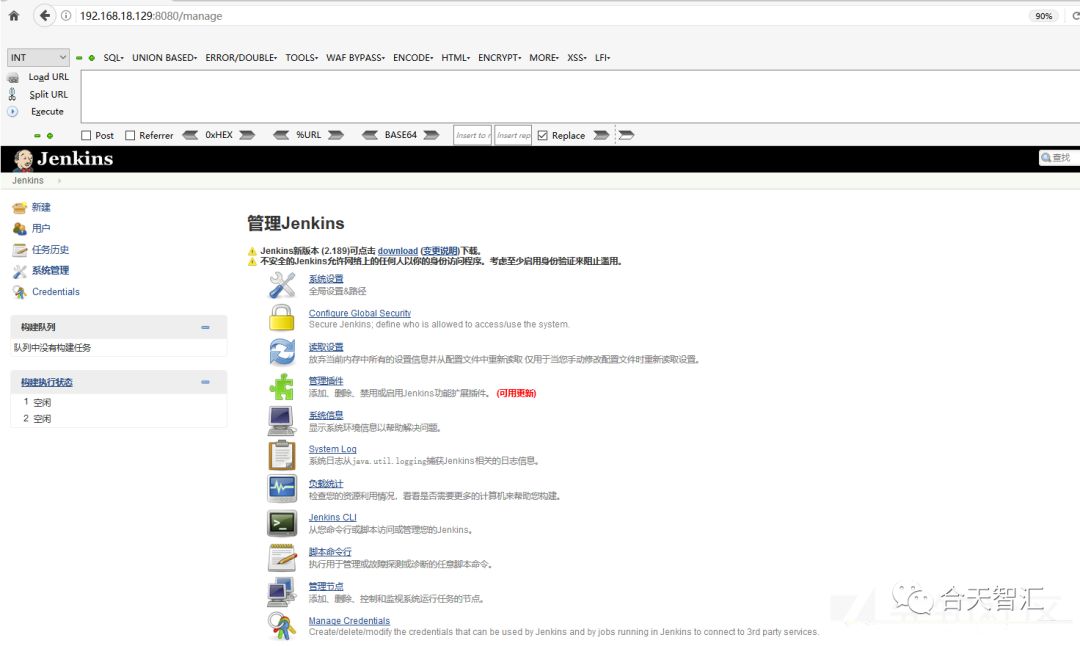 192.168.18.129:8080/manage
90%
INT
SQL
UNION BASED
ERROR/DOUBLE
TOOLS
WAF BYPASS
ENCODE
HTML
ENCRYPT
MORE
XSS
LFI
Load URL
Split URL
Execute
Post
Referrer
0xHEX
%URL
BASE64
Insert to r
Insert rep
Replace
Jenkins
查找
Jenkins
新建
用户
任务历史
系统管理
Credentials
构建队列
队列中没有构建任务
构建执行状态
1 空闲
2 空闲
管理Jenkins
Jenkins新版本 (2.189)可点击 download (变更说明)下载。
不安全的Jenkins允许网络上的任何人以你的身份访问程序。考虑至少启用身份验证来阻止滥用。
系统设置
全局设置&路径
Configure Global Security
Secure Jenkins; define who is allowed to access/use the system.
读取设置
放弃当前内存中所有的设置信息并从配置文件中重新读取 仅用于当您手动修改配置文件时重新读取设置。
管理插件
添加、删除、禁用或启用Jenkins功能扩展插件。 (可用更新)
系统信息
显示系统环境信息以帮助解决问题。
System Log
系统日志从java.util.logging捕获Jenkins相关的日志信息。
负载统计
检查您的资源利用情况，看看是否需要更多的计算机来帮助您构建。
Jenkins CLI
从您命令行或脚本访问或管理您的Jenkins。
脚本命令行
执行用于管理或故障探测或诊断的任意脚本命令。
管理节点
添加、删除、控制和监视系统运行任务的节点。
Manage Credentials
Create/delete/modify the credentials that can be used by Jenkins and by jobs running in Jenkins to connect to 3rd party services.
台天智汇